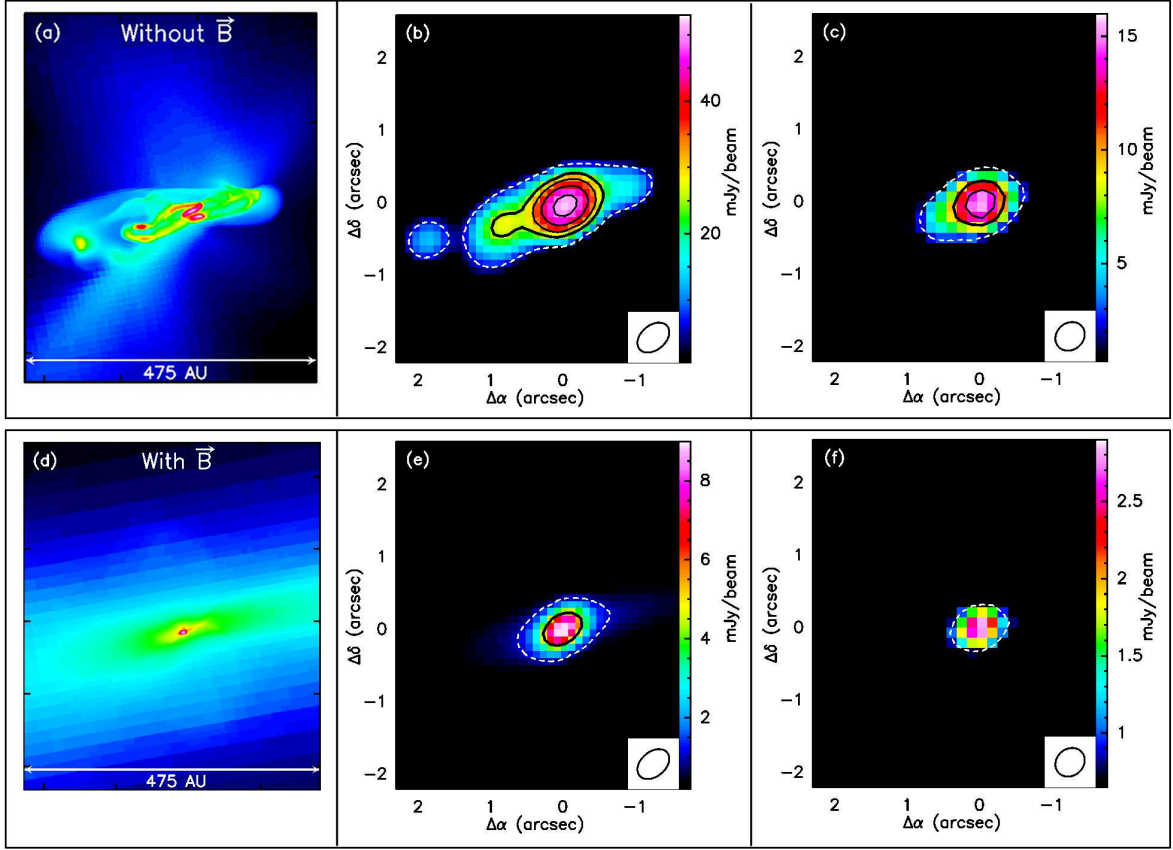 (a) Without B
475 AU
(b)
2
1
0
−1
−2
Δδ (arcsec)
2 1 0 −1
Δα (arcsec)
40
20
mJy/beam
(c)
2
1
0
−1
−2
Δδ (arcsec)
2 1 0 −1
Δα (arcsec)
15
10
5
mJy/beam
(d) With B
475 AU
(e)
2
1
0
−1
−2
Δδ (arcsec)
2 1 0 −1
Δα (arcsec)
8
6
4
2
mJy/beam
(f)
2
1
0
−1
−2
Δδ (arcsec)
2 1 0 −1
Δα (arcsec)
2.5
2
1.5
1
mJy/beam